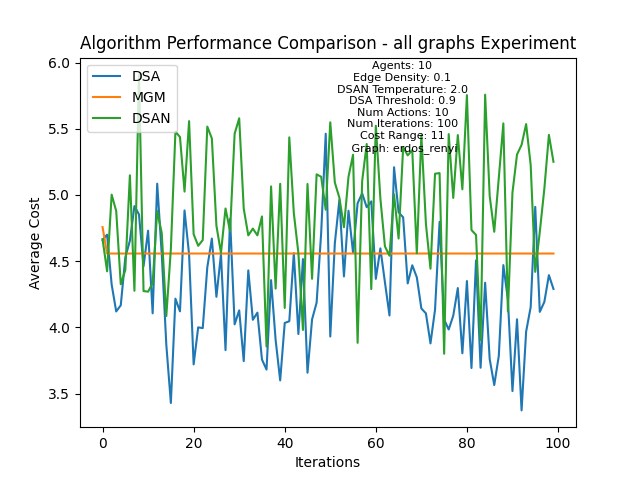 Algorithm Performance Comparison - all graphs Experiment
DSA
MGM
DSAN
Agents: 10
Edge Density: 0.1
DSAN Temperature: 2.0
DSA Threshold: 0.9
Num Actions: 10
Num Iterations: 100
Cost Range: 11
Graph: erdos_renyi
Average Cost
6.0
5.5
5.0
4.5
4.0
3.5
0 20 40 60 80 100
Iterations